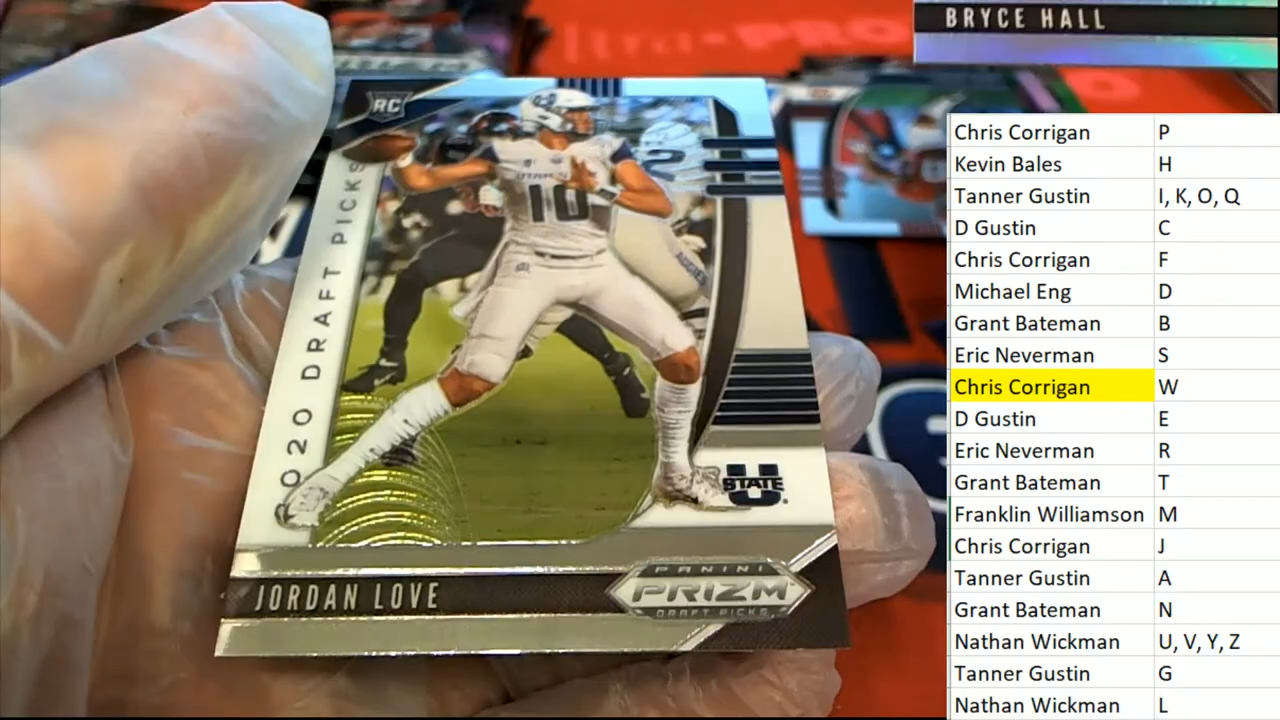 BRYCE HALL
RC
2020 DRAFT PICKS
10
2
AGGIES
U STATE
JORDAN LOVE
PANINI
PRIZM
DRAFT PICKS
Chris Corrigan P
Kevin Bales H
Tanner Gustin I, K, O, Q
D Gustin C
Chris Corrigan F
Michael Eng D
Grant Bateman B
Eric Neverman S
Chris Corrigan W
D Gustin E
Eric Neverman R
Grant Bateman T
Franklin Williamson M
Chris Corrigan J
Tanner Gustin A
Grant Bateman N
Nathan Wickman U, V, Y, Z
Tanner Gustin G
Nathan Wickman L